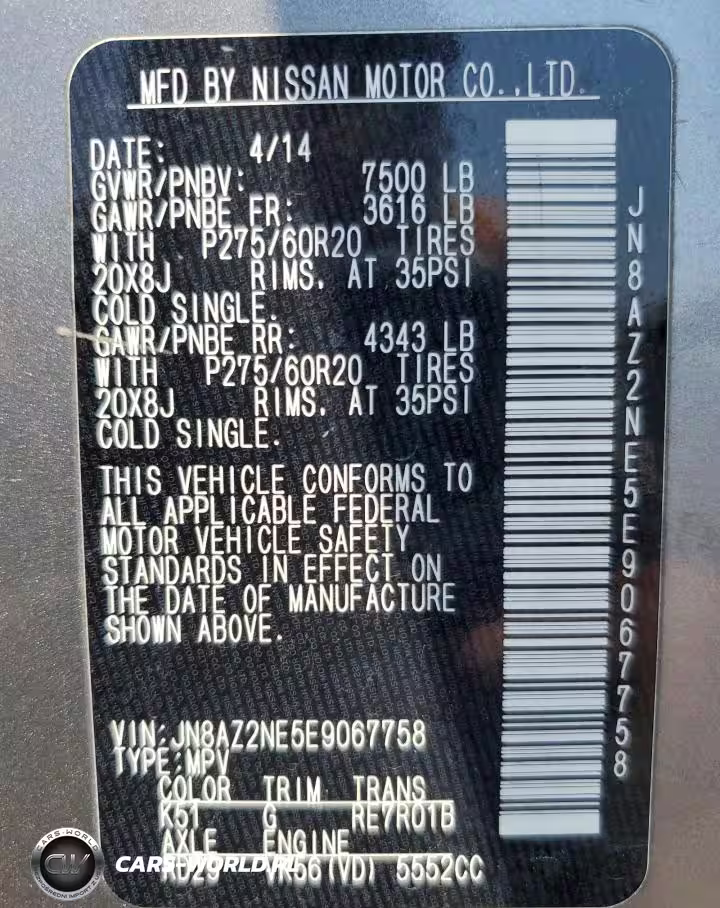 MFD BY NISSAN MOTOR CO.,LTD.
DATE: 4/14
GVWR/PNBV: 7500 LB
GAWR/PNBE FR: 3616 LB
WITH P275/60R20 TIRES
20X8J RIMS. AT 35PSI
COLD SINGLE.
GAWR/PNBE RR: 4343 LB
WITH P275/60R20 TIRES
20X8J RIMS. AT 35PSI
COLD SINGLE.
THIS VEHICLE CONFORMS TO
ALL APPLICABLE FEDERAL
MOTOR VEHICLE SAFETY
STANDARDS IN EFFECT ON
THE DATE OF MANUFACTURE
SHOWN ABOVE.
VIN:JN8AZ2NE5E9067758
TYPE:MPV
COLOR TRIM TRANS
K51 G RE7R01B
AXLE ENGINE
VK56(VD) 5552CC
JN8AZ2NE5E9067758
CARS-WORLD.PL
CARS-WORLD
CW